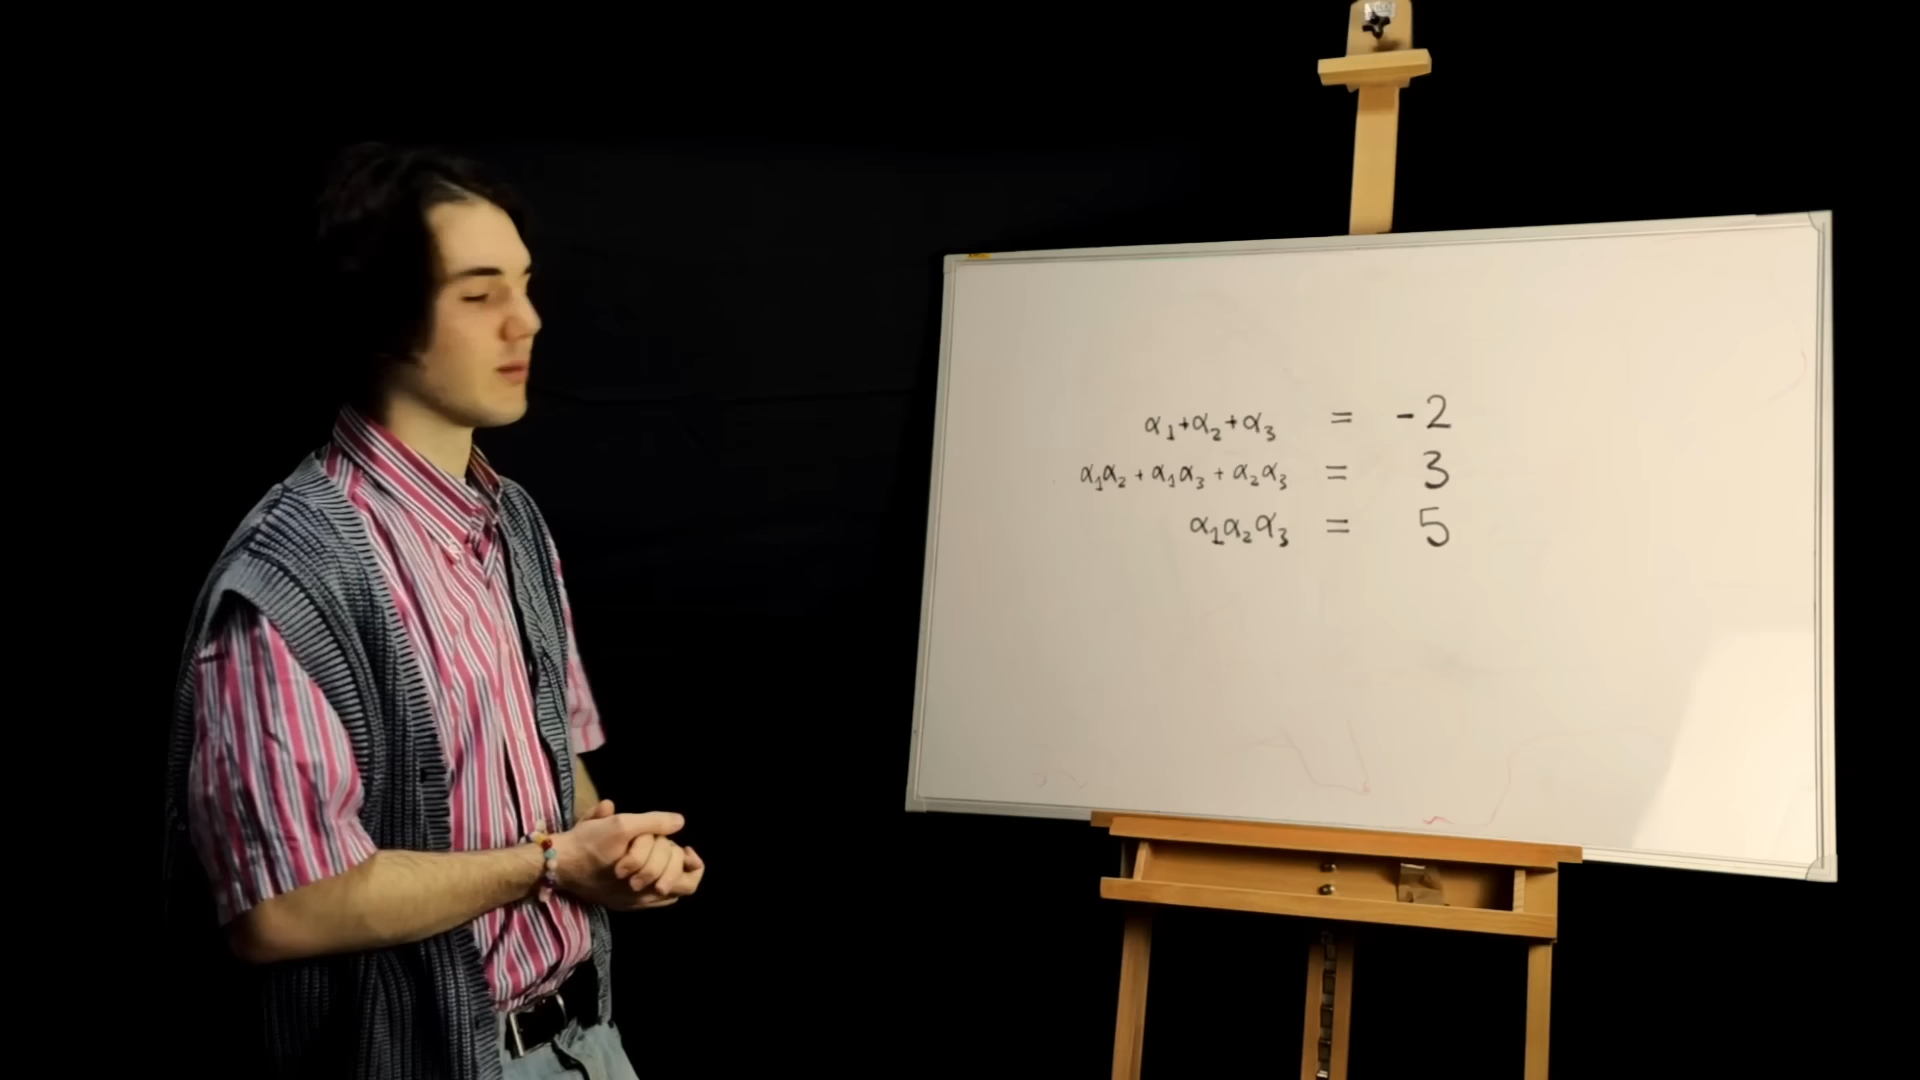 α₁+α₂+α₃ = -2
α₁α₂ + α₁α₃ + α₂α₃ = 3
α₁α₂α₃ = 5